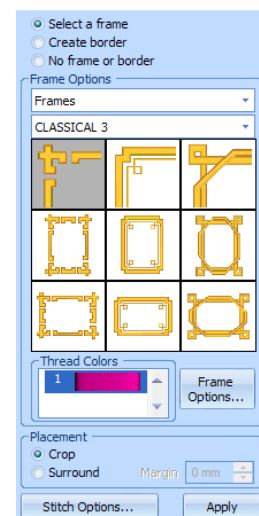 Select a frame
Create border
No frame or border
Frame Options
Frames
CLASSICAL 3
Thread Colors
1
Frame
Options...
Placement
Crop
Surround Margin 0 mm
Stitch Options... Apply